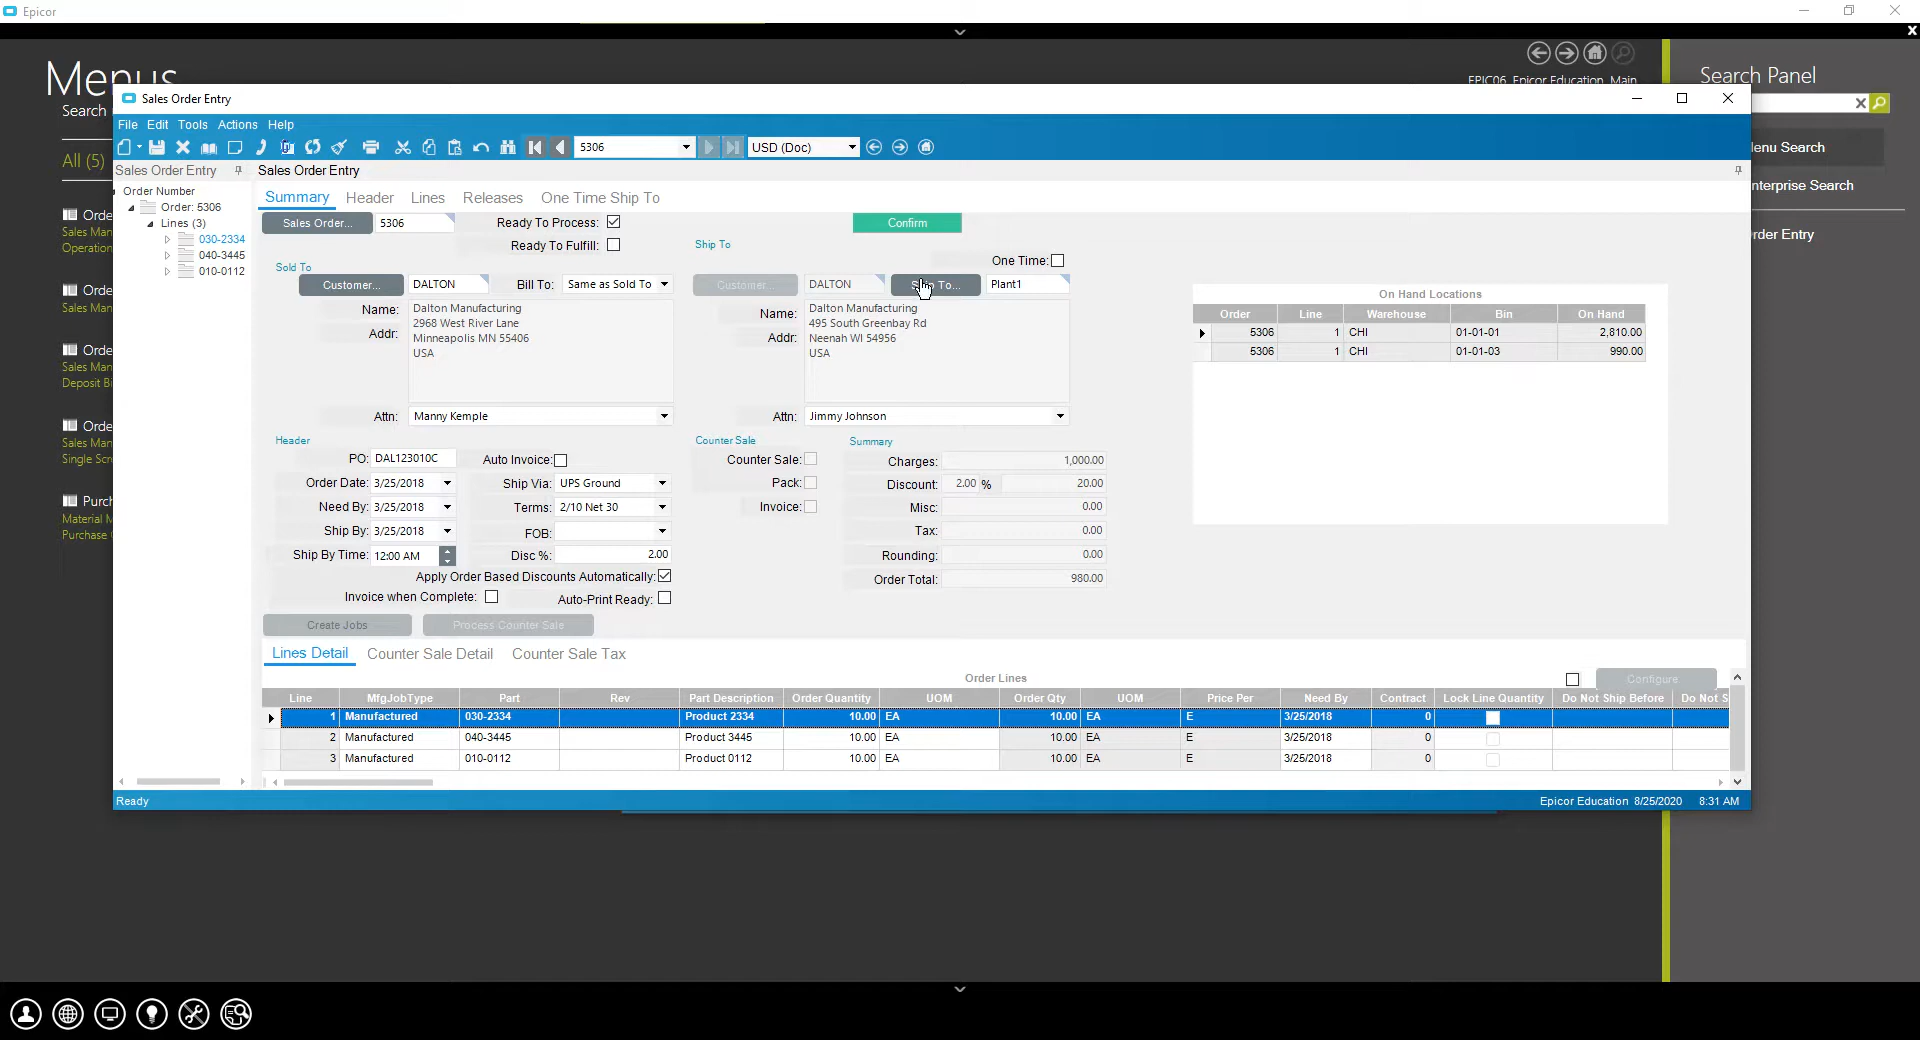 Epicor
Menus
Search
EPIC06 Epicor Education Main
Search Panel
Menu Search
Enterprise Search
Order Entry
All (5)
Orde
Sales Man
Operation
Orde
Sales Man
Orde
Sales Man
Deposit Bi
Orde
Sales Man
Single Scr
Purch
Material M
Purchase
Sales Order Entry
File Edit Tools Actions Help
5306
USD (Doc)
Sales Order Entry
Order Number
Order: 5306
Lines (3)
030-2334
040-3445
010-0112
Sales Order Entry
Summary Header Lines Releases One Time Ship To
Sales Order... 5306 Ready To Process: Confirm
Ready To Fulfill: Ship To
One Time:
Sold To
Customer... DALTON Bill To: Same as Sold To Customer... DALTON Ship To... Plant1
Name: Dalton Manufacturing
Addr: 2968 West River Lane
Minneapolis MN 55406
USA
Name: Dalton Manufacturing
Addr: 495 South Greenbay Rd
Neenah WI 54956
USA
Attn: Manny Kemple
Attn: Jimmy Johnson
On Hand Locations
Order Line Warehouse Bin On Hand
5306 1 CHI 01-01-01 2,810.00
5306 1 CHI 01-01-03 990.00
Header
PO: DAL123010C Auto Invoice:
Order Date: 3/25/2018 Ship Via: UPS Ground
Need By: 3/25/2018 Terms: 2/10 Net 30
Ship By: 3/25/2018 FOB:
Ship By Time: 12:00 AM Disc %: 2.00
Apply Order Based Discounts Automatically:
Invoice when Complete: Auto-Print Ready:
Counter Sale
Counter Sale:
Pack:
Invoice:
Summary
Charges: 1,000.00
Discount: 2.00 % 20.00
Misc: 0.00
Tax: 0.00
Rounding: 0.00
Order Total: 980.00
Create Jobs Process Counter Sale
Lines Detail Counter Sale Detail Counter Sale Tax
Order Lines Configure
Line MfgJobType Part Rev Part Description Order Quantity UOM Order Qty UOM Price Per Need By Contract Lock Line Quantity Do Not Ship Before Do Not S
1 Manufactured 030-2334 Product 2334 10.00 EA 10.00 EA E 3/25/2018 0
2 Manufactured 040-3445 Product 3445 10.00 EA 10.00 EA E 3/25/2018 0
3 Manufactured 010-0112 Product 0112 10.00 EA 10.00 EA E 3/25/2018 0
Ready
Epicor Education 8/25/2020 8:31 AM